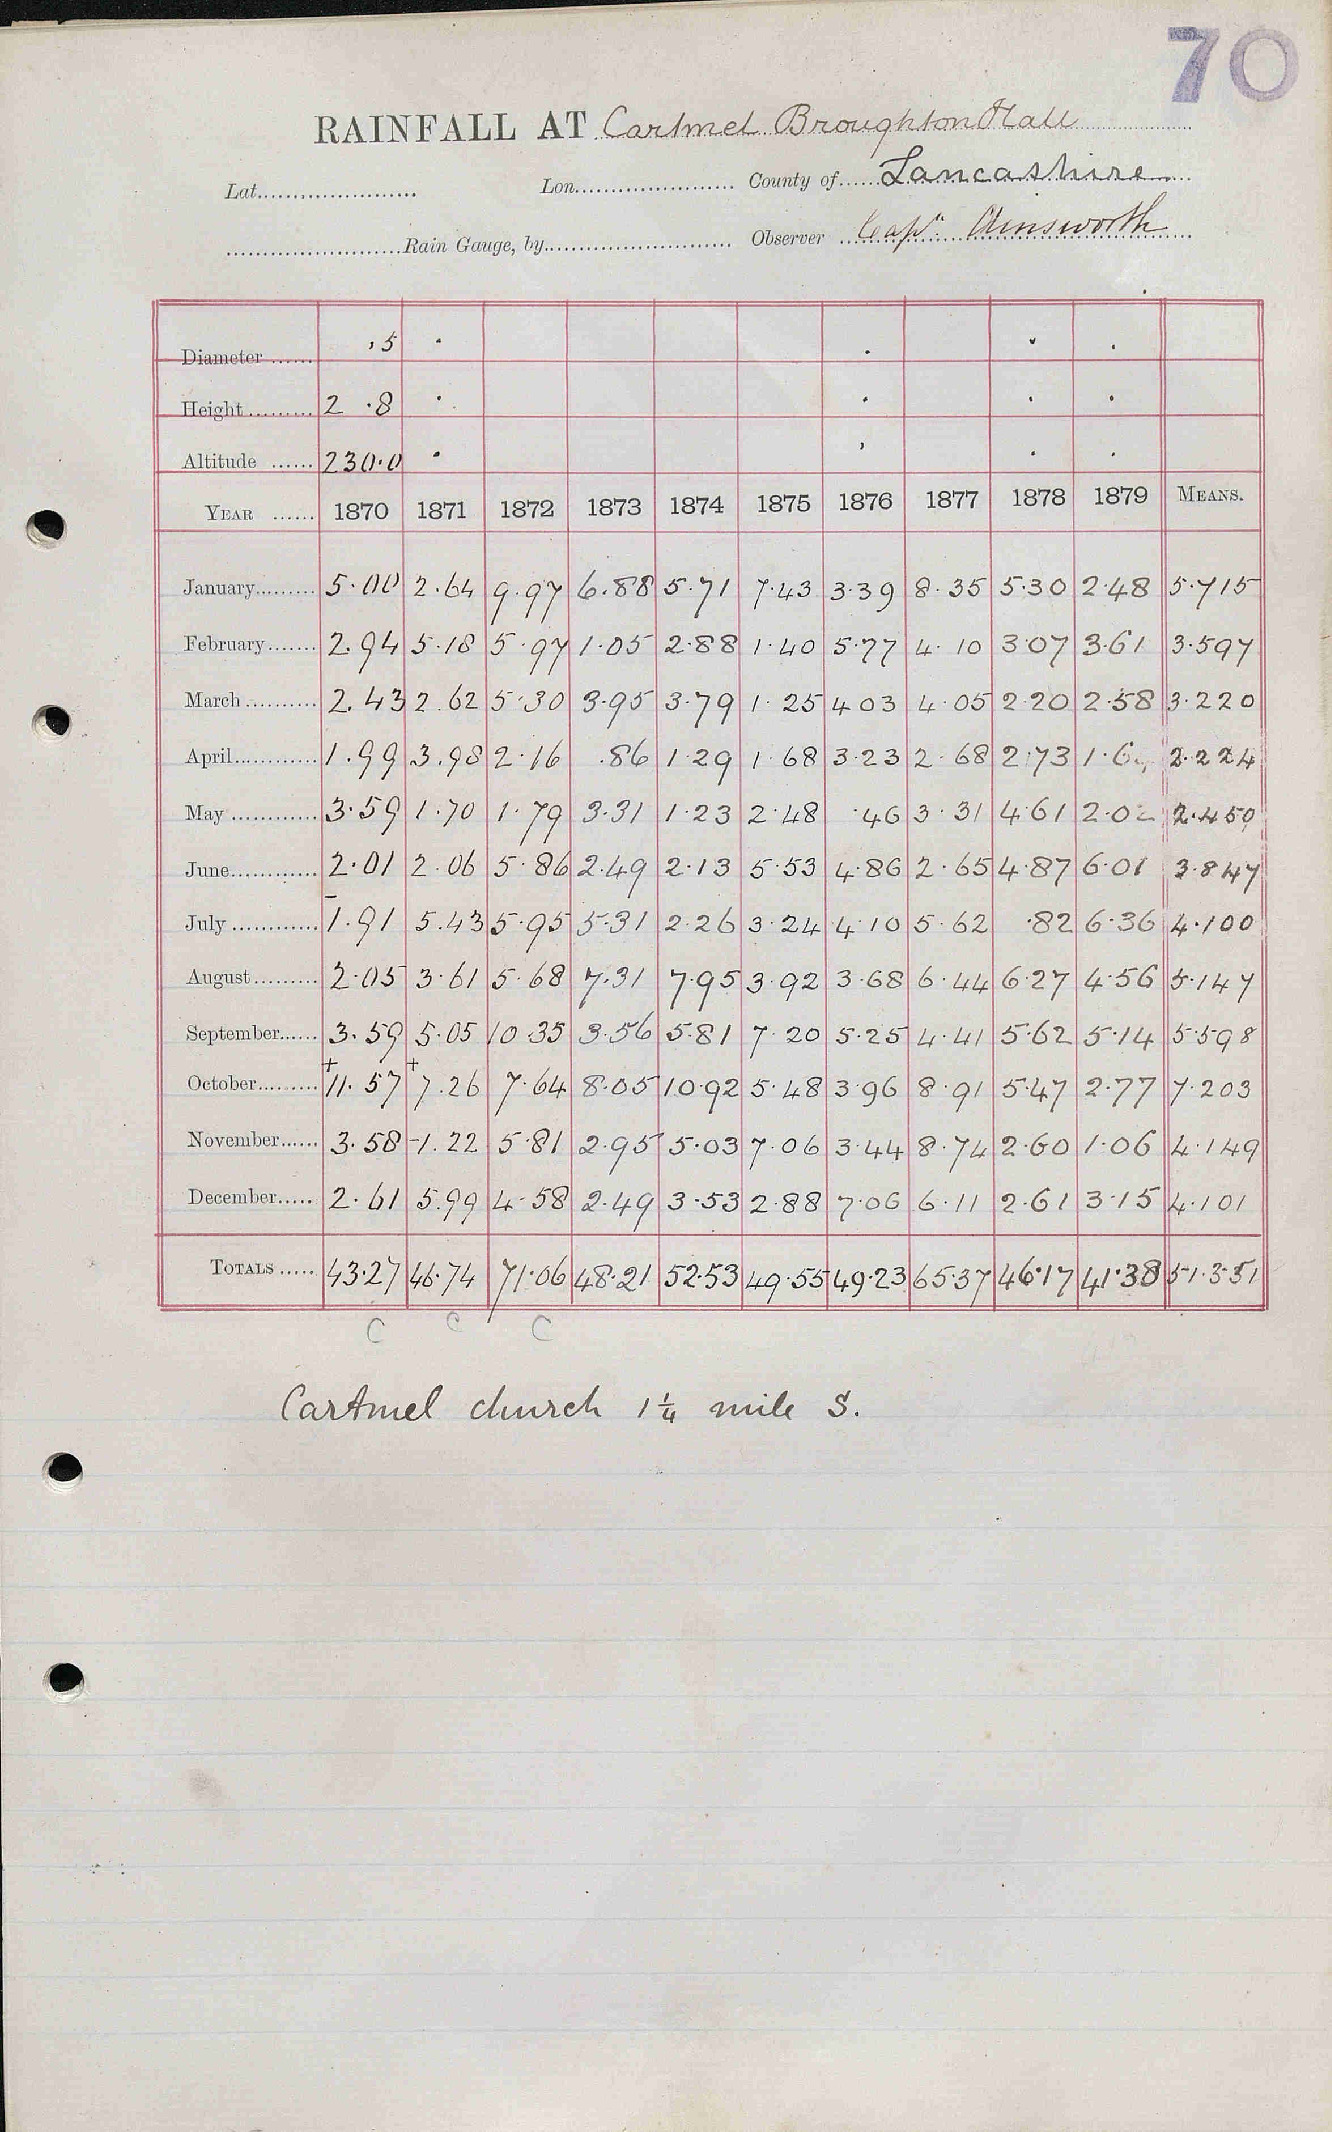 70
RAINFALL AT Cartmel Broughton Hall
Lat...................... Lon...................... County of...... Lancashire
........................Rain Gauge, by.......................... Observer ... Capt. Ainsworth
Diameter ...... ,5 . . . .
Height ......... 2 .8 . . . .
Altitude ...... 230.0 . , . .
YEAR ...... 1870 1871 1872 1873 1874 1875 1876 1877 1878 1879 MEANS.
January......... 5.00 2.64 9.97 6.88 5.71 7.43 3.39 8.35 5.30 2.48 5.715
February....... 2.94 5.18 5.97 1.05 2.88 1.40 5.77 4.10 3.07 3.61 3.597
March .......... 2.43 2.62 5.30 3.95 3.79 1.25 4.03 4.05 2.20 2.58 3.220
April............ 1.99 3.98 2.16 .86 1.29 1.68 3.23 2.68 2.73 1.64 2.224
May ............ 3.59 1.70 1.79 3.31 1.23 2.48 .46 3.31 4.61 2.02 2.450
June............ 2.01 2.06 5.86 2.49 2.13 5.53 4.86 2.65 4.87 6.01 3.847
July ............ -1.91 5.43 5.95 5.31 2.26 3.24 4.10 5.62 .82 6.36 4.100
August......... 2.05 3.61 5.68 7.31 7.95 3.92 3.68 6.44 6.27 4.56 5.147
September...... 3.59 5.05 10.35 3.56 5.81 7.20 5.25 4.41 5.62 5.14 5.598
October......... +11.57 +7.26 7.64 8.05 10.92 5.48 3.96 8.91 5.47 2.77 7.203
November...... 3.58 -1.22 5.81 2.95 5.03 7.06 3.44 8.74 2.60 1.06 4.149
December..... 2.61 5.99 4.58 2.49 3.53 2.88 7.06 6.11 2.61 3.15 4.101
TOTALS ..... 43.27 46.74 71.06 48.21 52.53 49.55 49.23 65.37 46.17 41.38 51.351
C C C
Cartmel church 1¼ mile S.